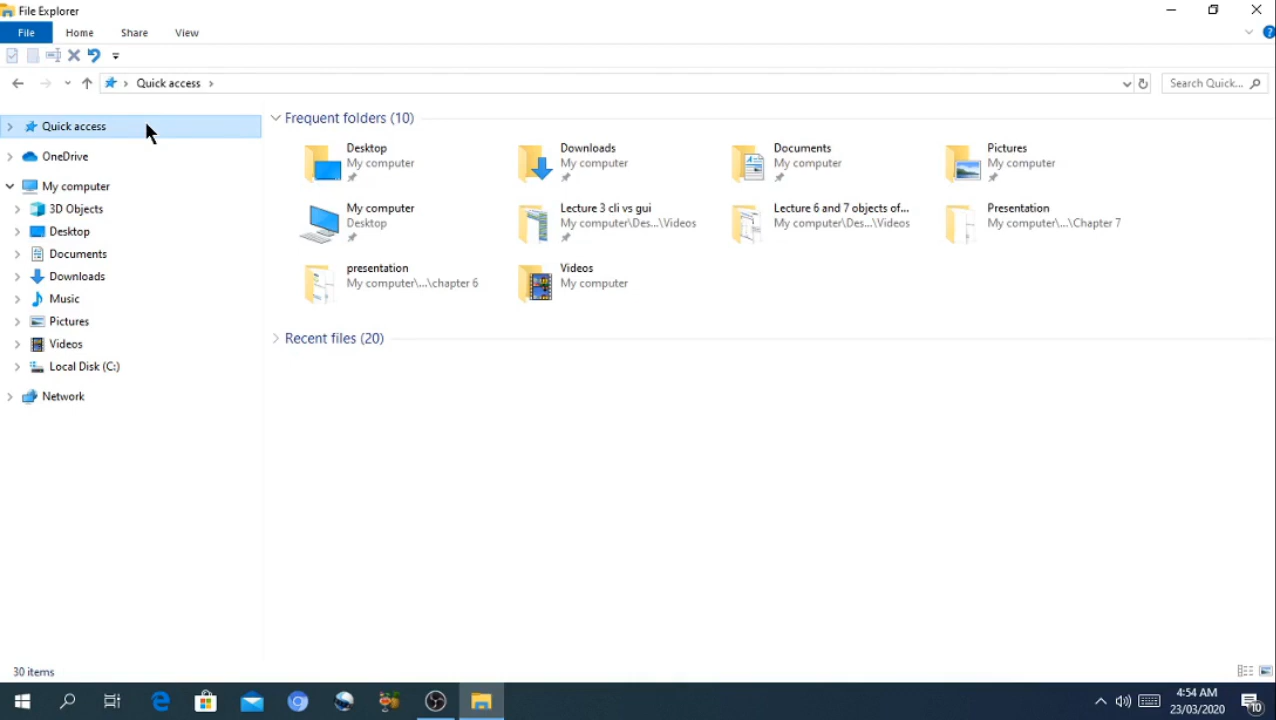 File Explorer
File Home Share View
Quick access
Search Quick...
Quick access
OneDrive
My computer
3D Objects
Desktop
Documents
Downloads
Music
Pictures
Videos
Local Disk (C:)
Network
Frequent folders (10)
Desktop
My computer
Downloads
My computer
Documents
My computer
Pictures
My computer
My computer
Desktop
Lecture 3 cli vs gui
My computer\Des...\Videos
Lecture 6 and 7 objects of...
My computer\Des...\Videos
Presentation
My computer\...\Chapter 7
presentation
My computer\...\chapter 6
Videos
My computer
Recent files (20)
30 items
4:54 AM
23/03/2020
10